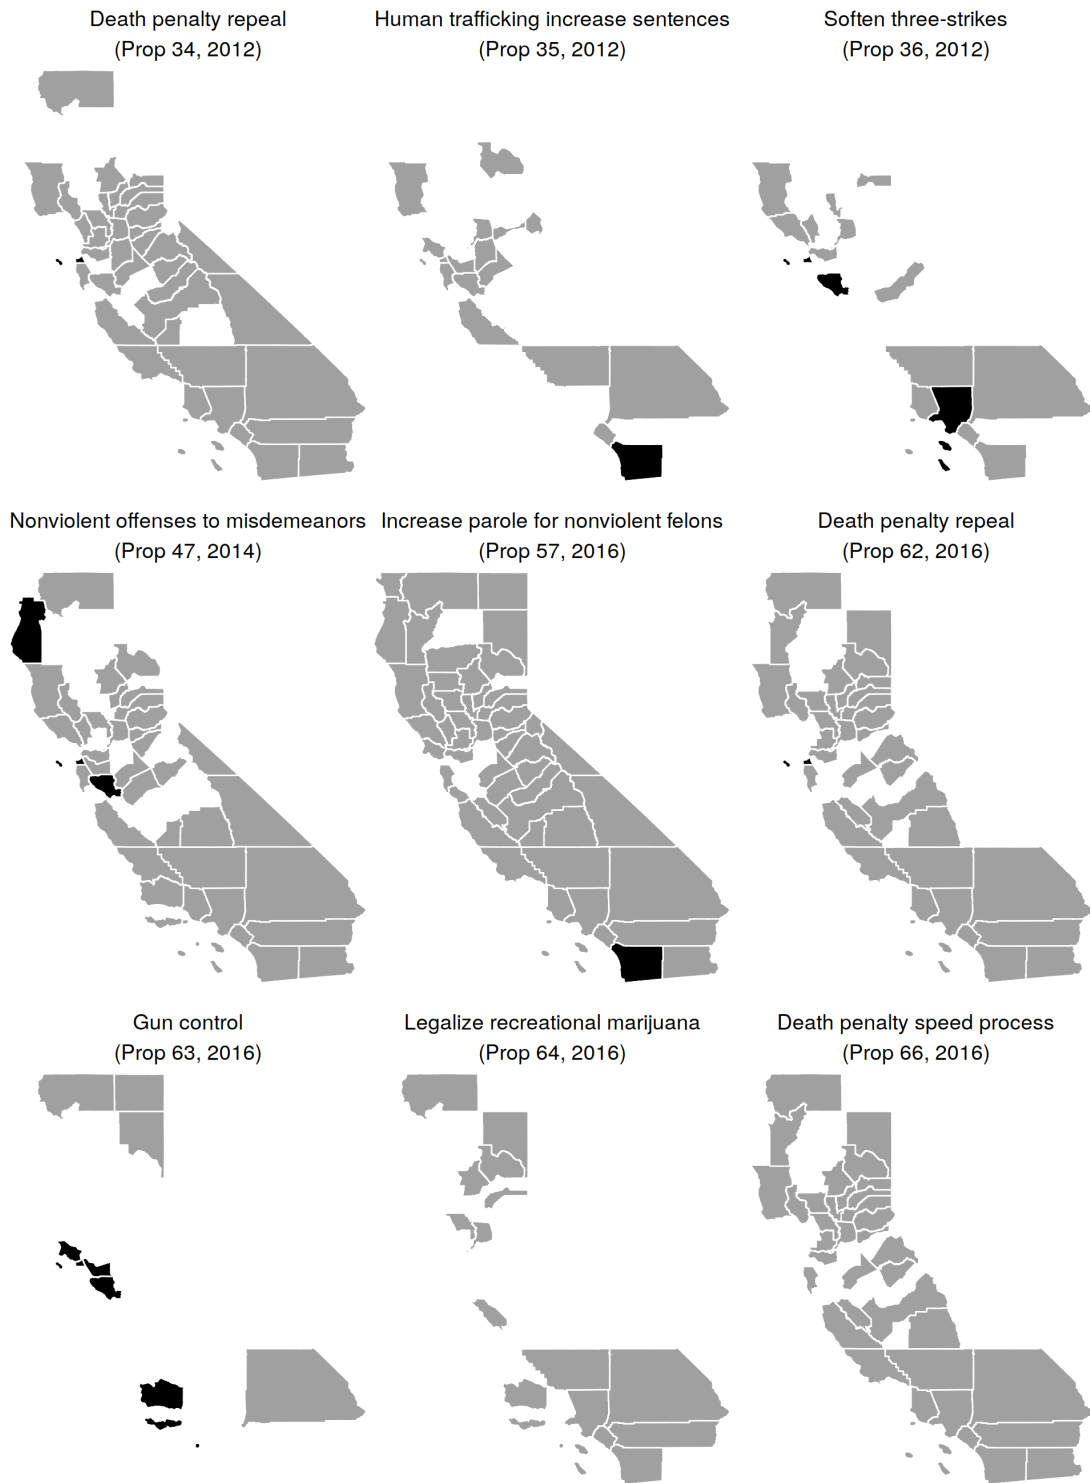 Death penalty repeal
(Prop 34, 2012)
Human trafficking increase sentences
(Prop 35, 2012)
Soften three-strikes
(Prop 36, 2012)
Nonviolent offenses to misdemeanors
(Prop 47, 2014)
Increase parole for nonviolent felons
(Prop 57, 2016)
Death penalty repeal
(Prop 62, 2016)
Gun control
(Prop 63, 2016)
Legalize recreational marijuana
(Prop 64, 2016)
Death penalty speed process
(Prop 66, 2016)